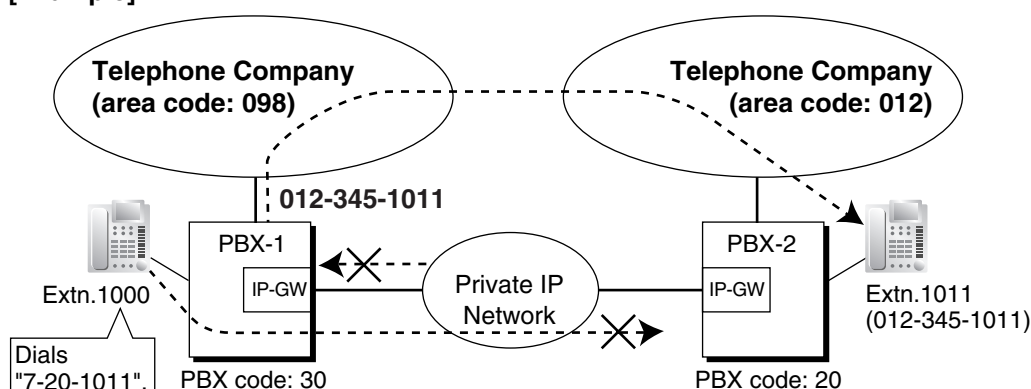 Telephone Company
(area code: 098)
Telephone Company
(area code: 012)
012-345-1011
PBX-1
PBX-2
IP-GW
Private IP
Network
IP-GW
Extn.1000
Extn.1011
(012-345-1011)
Dials
"7-20-1011".
PBX code: 30
PBX code: 20